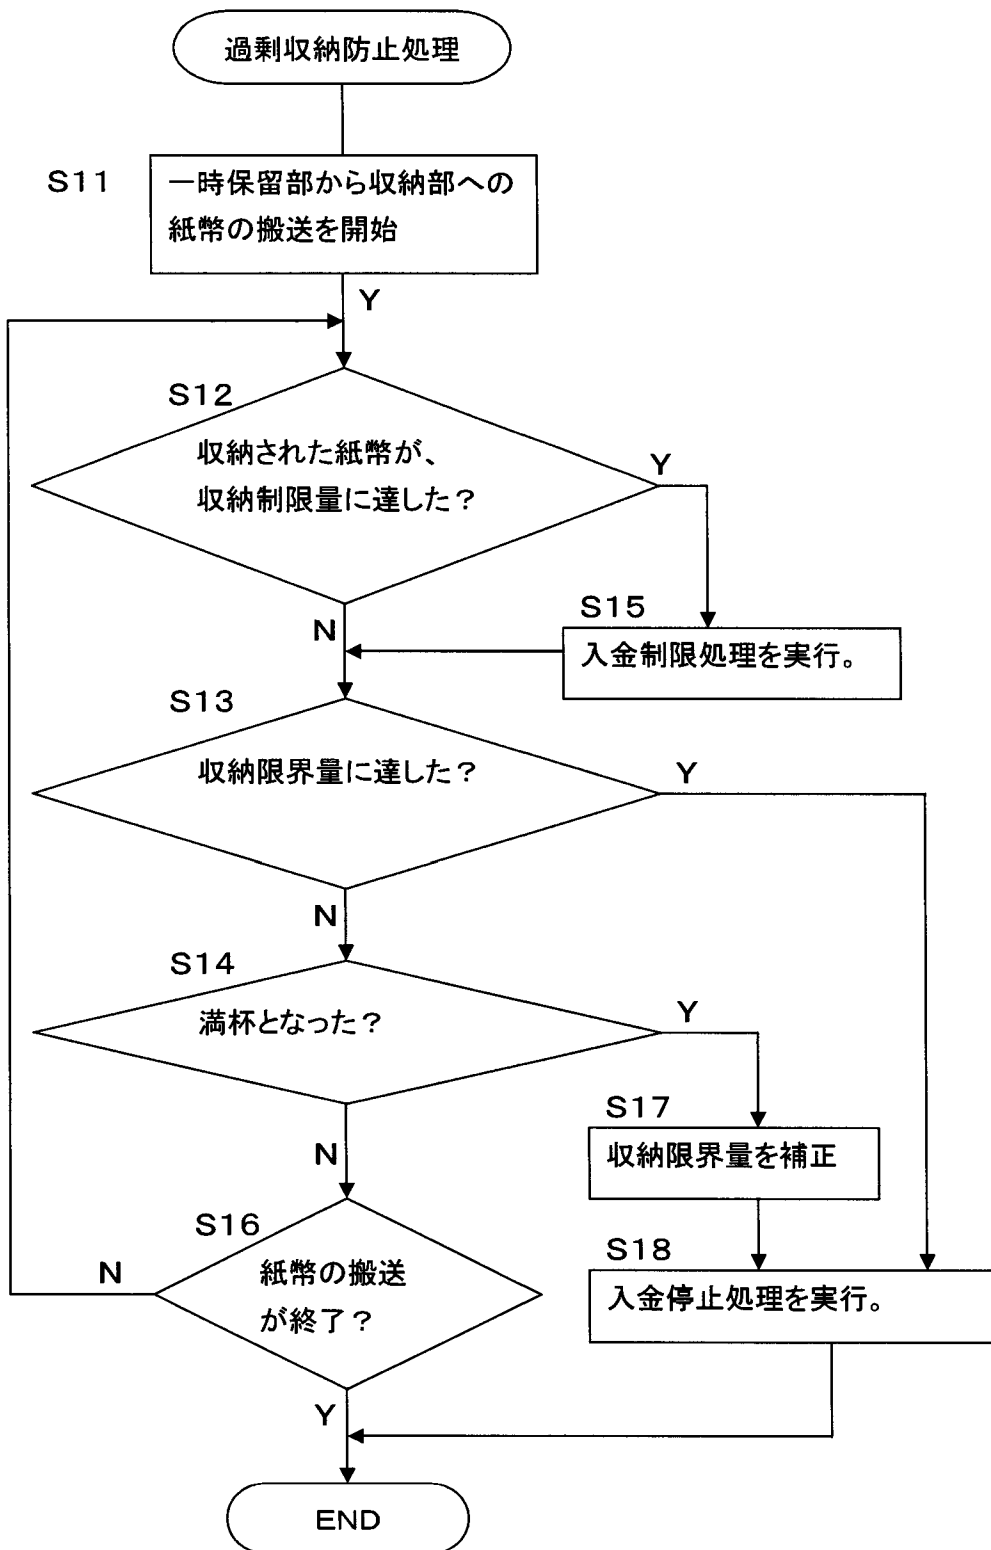 過剰収納防止処理
S11
一時保留部から収納部への
紙幣の搬送を開始
Y
S12
収納された紙幣が、
収納制限量に達した?
Y
N
S15
入金制限処理を実行。
S13
収納限界量に達した?
Y
N
S14
満杯となった?
Y
N
S17
収納限界量を補正
S16
紙幣の搬送
が終了?
N
S18
入金停止処理を実行。
Y
END